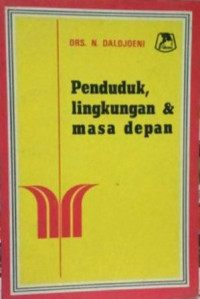 DRS. N. DALDJOENI
Penduduk,
lingkungan &
masa depan